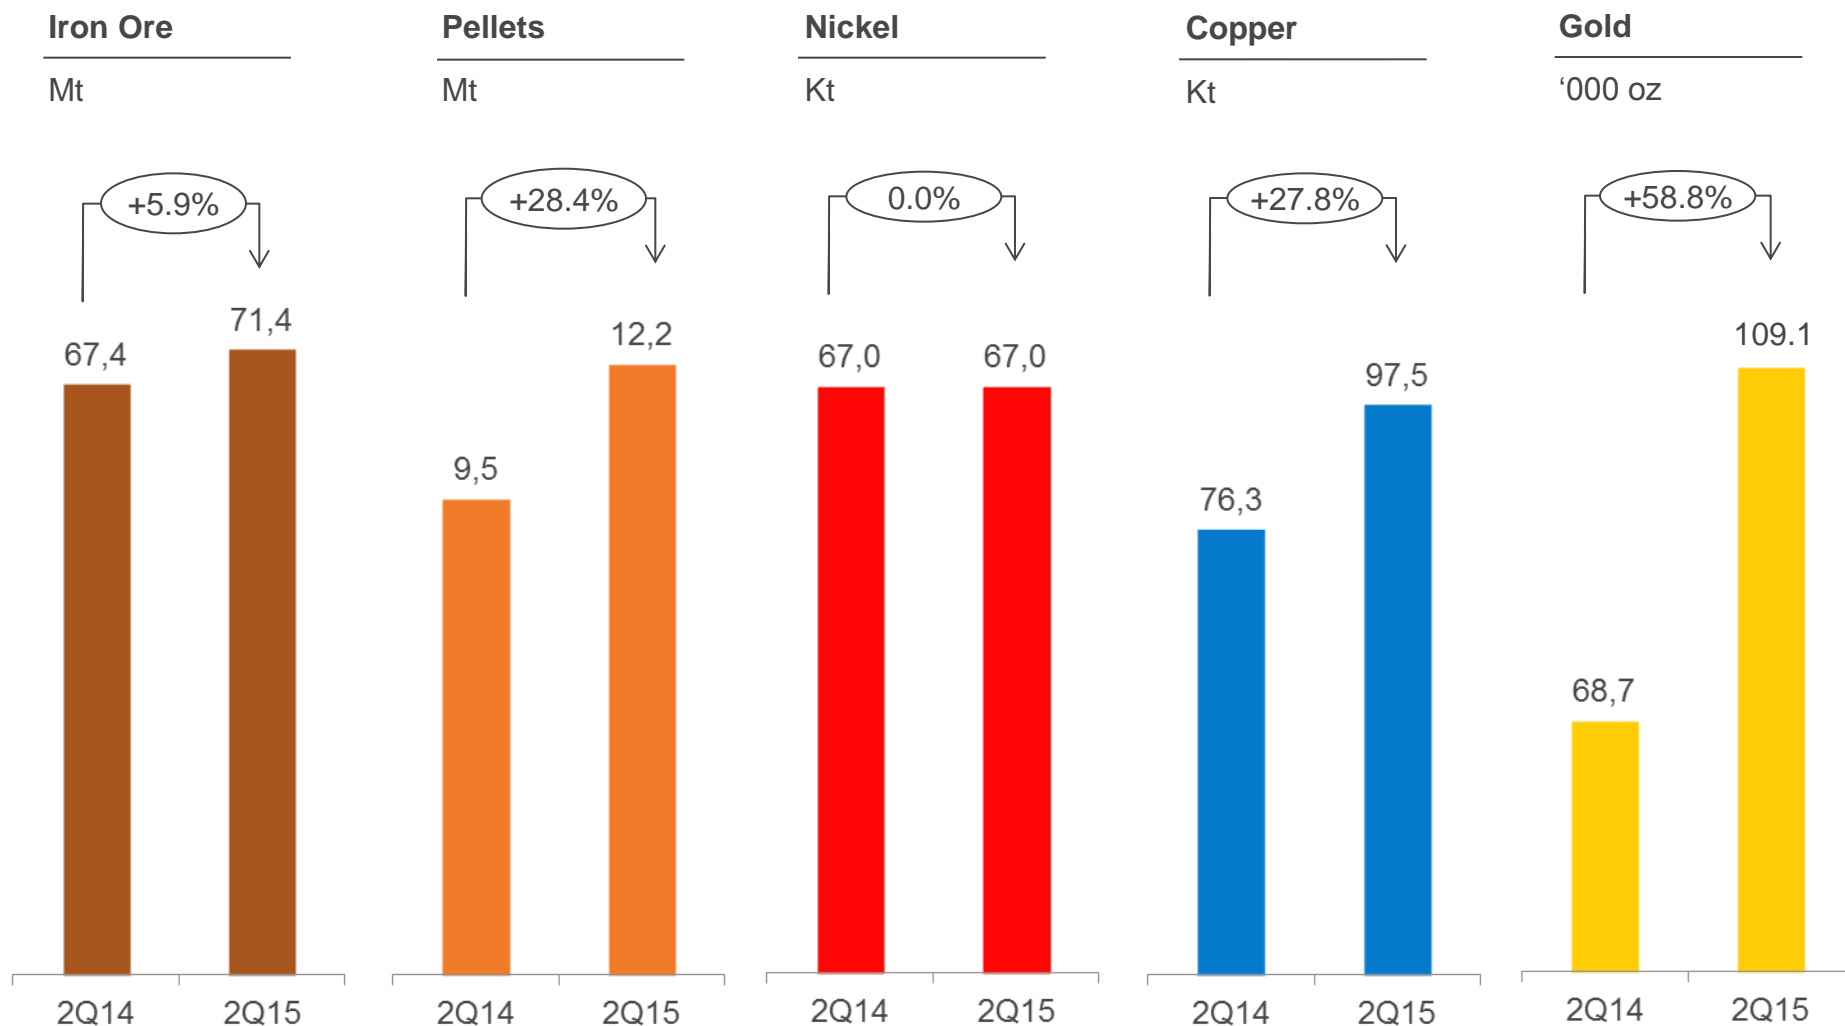 Iron Ore
Mt
+5.9%
67,4
71,4
2Q14
2Q15
Pellets
Mt
+28.4%
9,5
12,2
2Q14
2Q15
Nickel
Kt
0.0%
67,0
67,0
2Q14
2Q15
Copper
Kt
+27.8%
76,3
97,5
2Q14
2Q15
Gold
‘000 oz
+58.8%
68,7
109.1
2Q14
2Q15